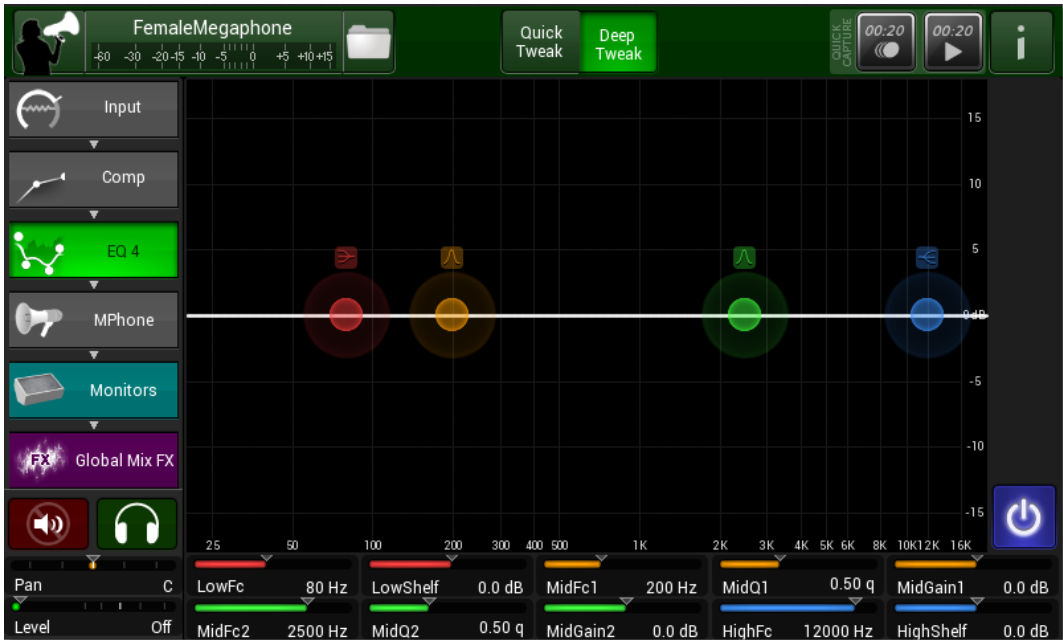 FemaleMegaphone
-60 -30 -20 -15 -10 -5 0 +5 +10 +15
Quick
Tweak
Deep
Tweak
QUICK
CAPTURE
00:20
00:20
i
Input
Comp
EQ 4
MPhone
Monitors
FX
Global Mix FX
15
10
5
0dB
-5
-10
-15
25 50 100 200 300 400 500 1K 2K 3K 4K 5K 6K 8K 10K 12K 16K
Pan C
Level Off
LowFc 80 Hz
LowShelf 0.0 dB
MidFc1 200 Hz
MidQ1 0.50 q
MidGain1 0.0 dB
MidFc2 2500 Hz
MidQ2 0.50 q
MidGain2 0.0 dB
HighFc 12000 Hz
HighShelf 0.0 dB